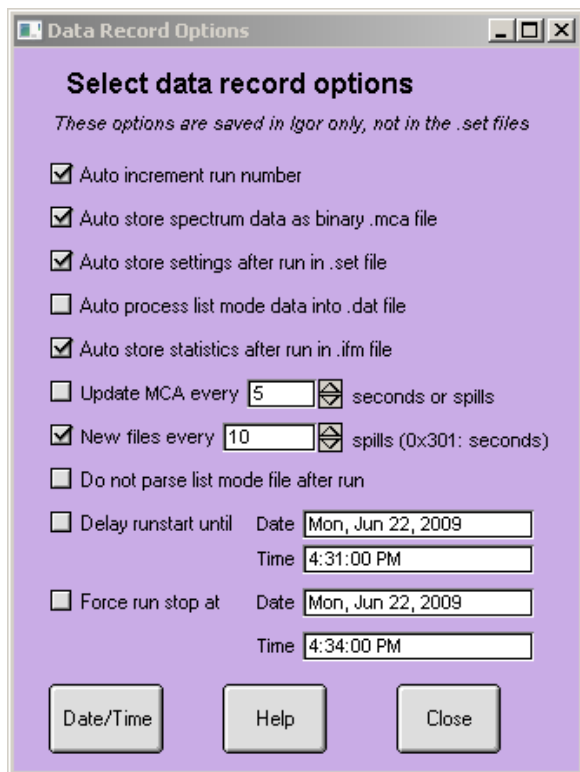 Data Record Options
Select data record options
These options are saved in Igor only, not in the .set files
Auto increment run number
Auto store spectrum data as binary .mca file
Auto store settings after run in .set file
Auto process list mode data into .dat file
Auto store statistics after run in .ifm file
Update MCA every 5 seconds or spills
New files every 10 spills (0x301: seconds)
Do not parse list mode file after run
Delay runstart until Date Mon, Jun 22, 2009
Time 4:31:00 PM
Force run stop at Date Mon, Jun 22, 2009
Time 4:34:00 PM
Date/Time Help Close